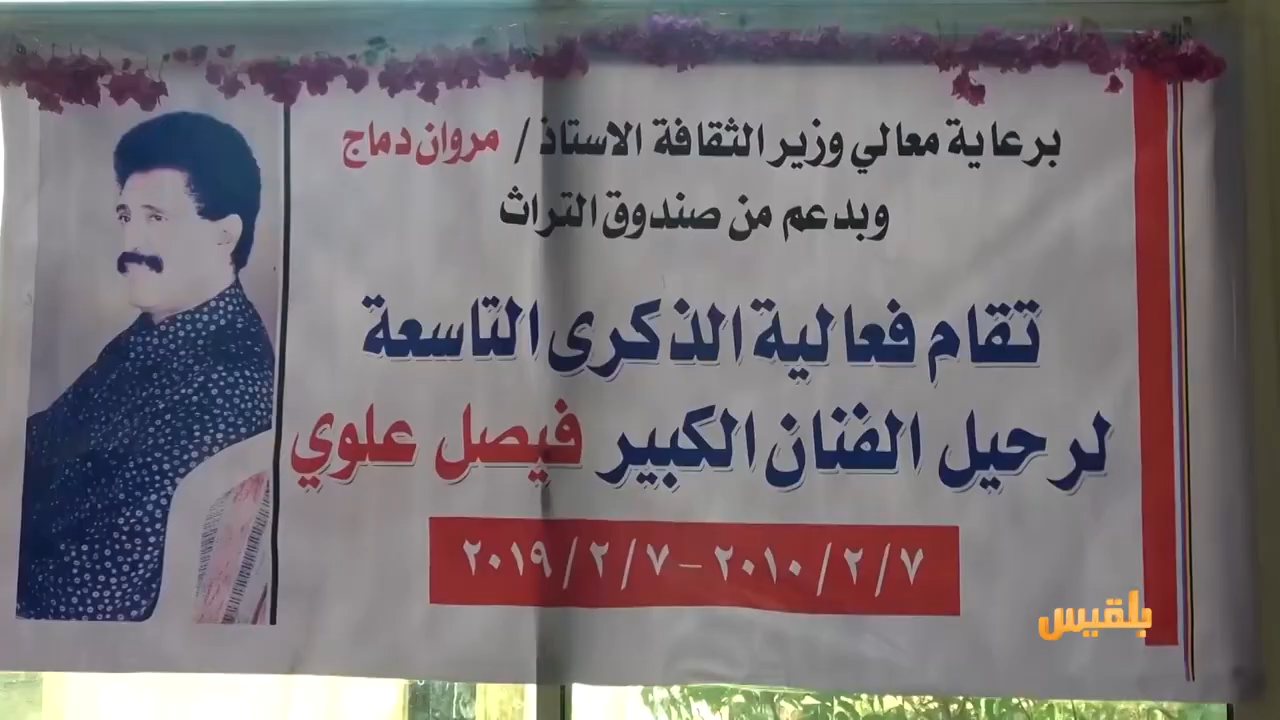 برعاية معالي وزير الثقافة الاستاذ / مروان دماج
وبدعم من صندوق التراث
تقام فعالية الذكرى التاسعة
لرحيل الفنان الكبير فيصل علوي
٧/٢/٢٠١٠ - ٧/٢/٢٠١٩
بلقيس